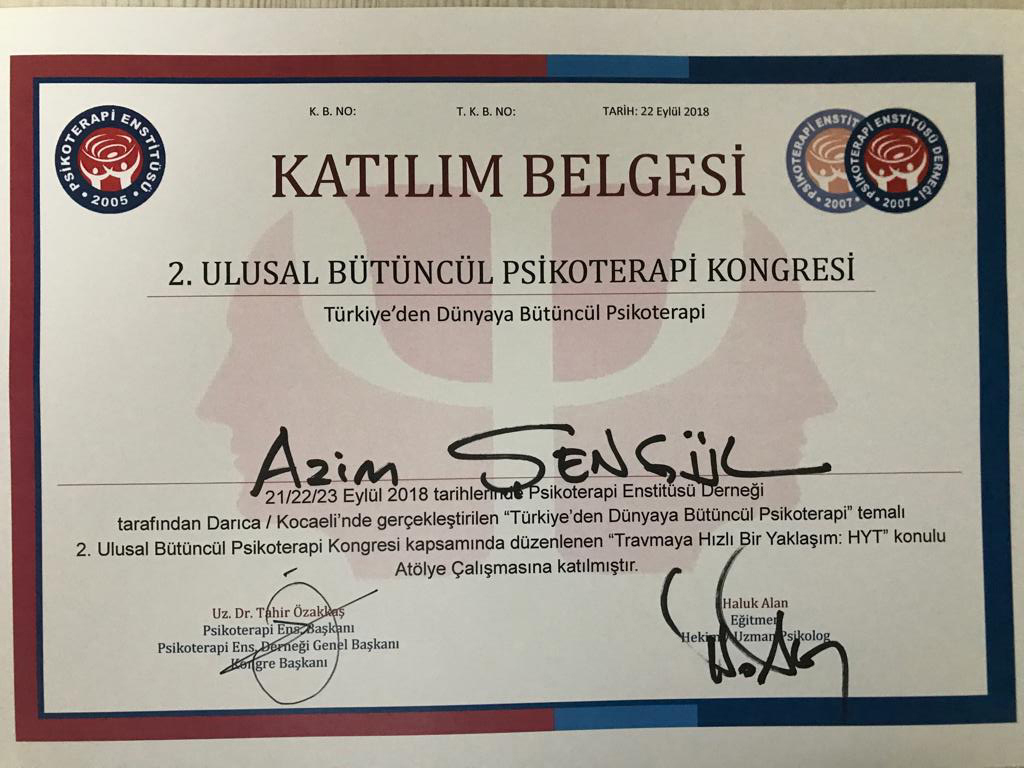 K. B. NO: T. K. B. NO: TARİH: 22 Eylül 2018
PSİKOTERAPİ ENSTİTÜSÜ • 2005 •
PSİKOTERAPİ ENSTİT • 2007
PSİKOTERAPİ ENSTİTÜSÜ DERNEĞİ • 2007 •
KATILIM BELGESİ
2. ULUSAL BÜTÜNCÜL PSİKOTERAPİ KONGRESİ
Türkiye’den Dünyaya Bütüncül Psikoterapi
Azim
21/22/23 Eylül 2018 tarihlerinde Psikoterapi Enstitüsü Derneği
tarafından Darıca / Kocaeli’nde gerçekleştirilen “Türkiye’den Dünyaya Bütüncül Psikoterapi” temalı
2. Ulusal Bütüncül Psikoterapi Kongresi kapsamında düzenlenen “Travmaya Hızlı Bir Yaklaşım: HYT” konulu
Atölye Çalışmasına katılmıştır.
Uz. Dr. Tahir Özakkaş
Psikoterapi Ens. Başkanı
Psikoterapi Ens. Derneği Genel Başkanı
Kongre Başkanı
Haluk Alan
Eğitmen
Hekim / Uzman Psikolog